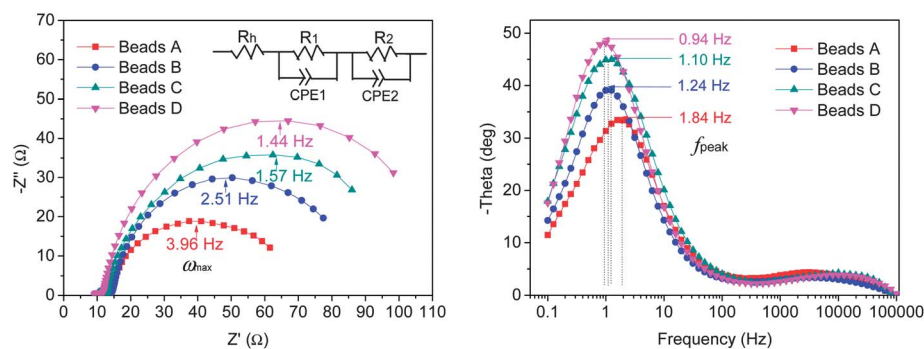 70
60
50
40
30
20
10
0
-Z'' (Ω)
0 10 20 30 40 50 60 70 80 90 100 110
Z' (Ω)
Beads A
Beads B
Beads C
Beads D
Rh R1 R2
CPE1 CPE2
1.44 Hz
1.57 Hz
2.51 Hz
3.96 Hz
ωmax
50
40
30
20
10
0
-Theta (deg)
0.1 1 10 100 1000 10000 100000
Frequency (Hz)
0.94 Hz
1.10 Hz
1.24 Hz
1.84 Hz
fpeak
Beads A
Beads B
Beads C
Beads D